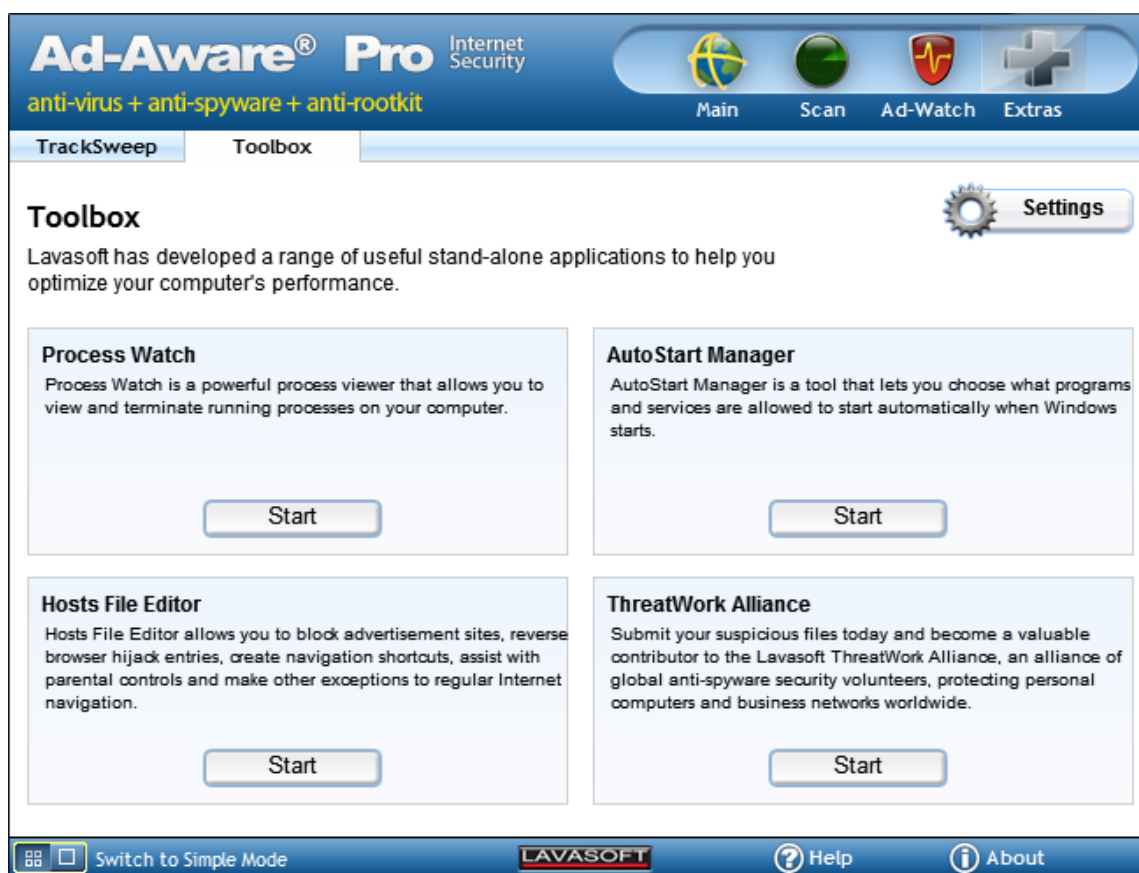 Ad-Aware® Pro Internet Security
anti-virus + anti-spyware + anti-rootkit
Main Scan Ad-Watch Extras
TrackSweep Toolbox
Toolbox
Settings
Lavasoft has developed a range of useful stand-alone applications to help you
optimize your computer's performance.
Process Watch
Process Watch is a powerful process viewer that allows you to
view and terminate running processes on your computer.
Start
AutoStart Manager
AutoStart Manager is a tool that lets you choose what programs
and services are allowed to start automatically when Windows
starts.
Start
Hosts File Editor
Hosts File Editor allows you to block advertisement sites, reverse
browser hijack entries, create navigation shortcuts, assist with
parental controls and make other exceptions to regular Internet
navigation.
Start
ThreatWork Alliance
Submit your suspicious files today and become a valuable
contributor to the Lavasoft ThreatWork Alliance, an alliance of
global anti-spyware security volunteers, protecting personal
computers and business networks worldwide.
Start
Switch to Simple Mode LAVASOFT Help About